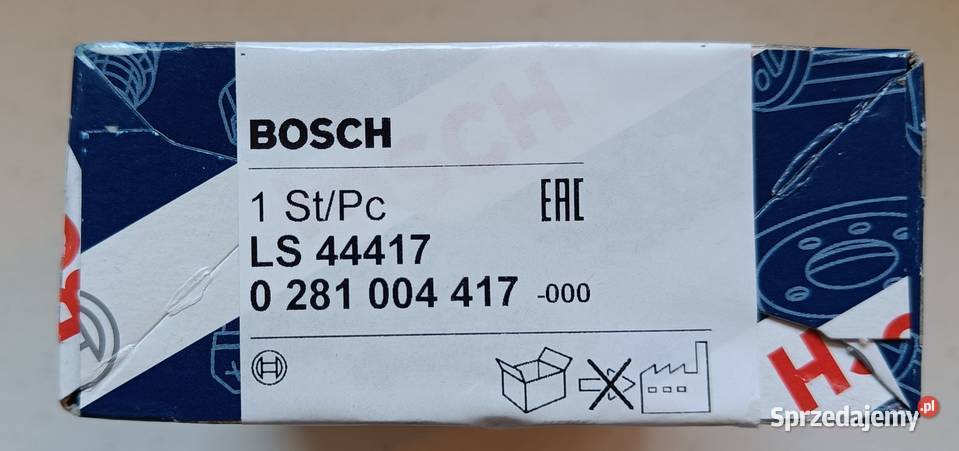 BOSCH
1 St/Pc EAC
LS 44417
0 281 004 417 -000
Sprzedajemy.pl